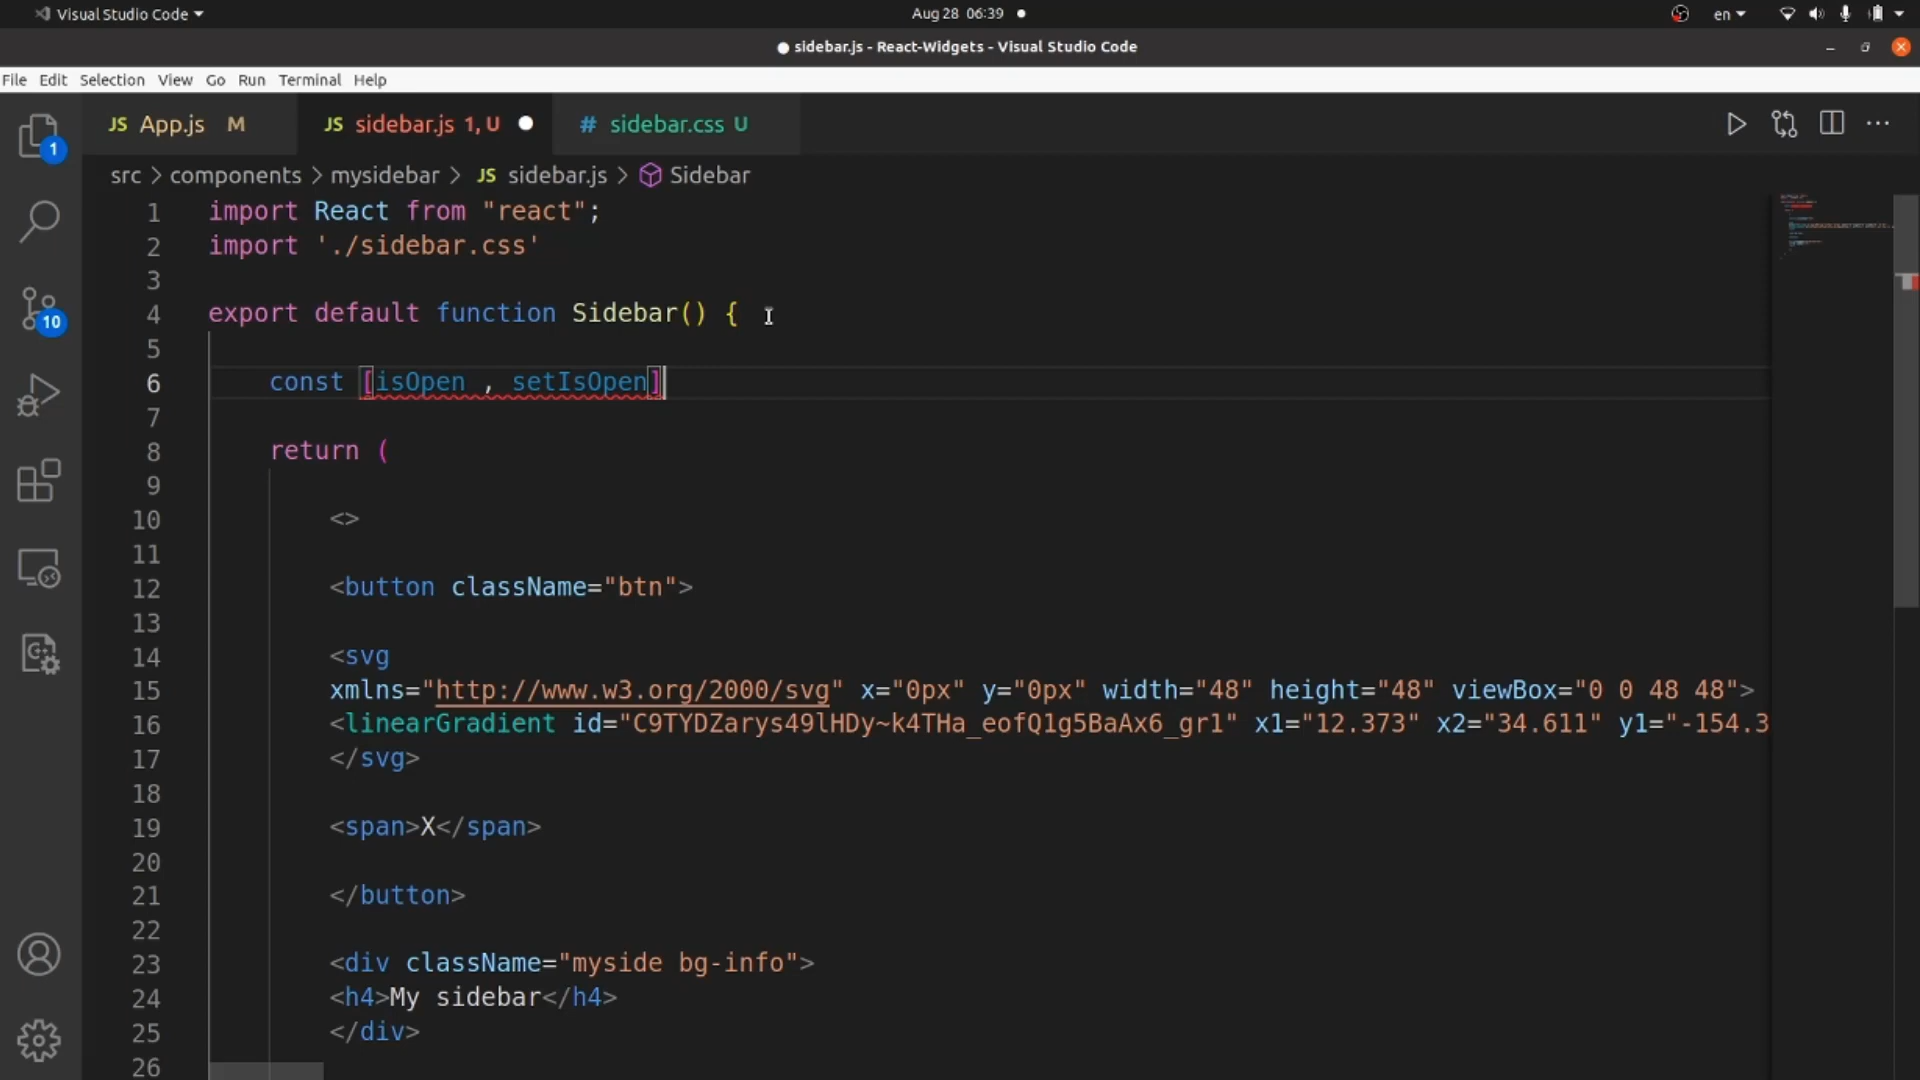 Visual Studio Code
Aug 28 06:39
en
sidebar.js - React-Widgets - Visual Studio Code
File Edit Selection View Go Run Terminal Help
1
JS App.js M
JS sidebar.js 1, U
# sidebar.css U
src > components > mysidebar > JS sidebar.js > Sidebar
10
1 import React from "react";
2 import './sidebar.css'
3
4 export default function Sidebar() {
5
6 const [isOpen , setIsOpen]
7
8 return (
9
10 <>
11
12 <button className="btn">
13
14 <svg
15 xmlns="http://www.w3.org/2000/svg" x="0px" y="0px" width="48" height="48" viewBox="0 0 48 48">
16 <linearGradient id="C9TYDZarys49lHDy~k4THa_eofQ1g5BaAx6_gr1" x1="12.373" x2="34.611" y1="-154.3
17 </svg>
18
19 <span>X</span>
20
21 </button>
22
23 <div className="myside bg-info">
24 <h4>My sidebar</h4>
25 </div>
26